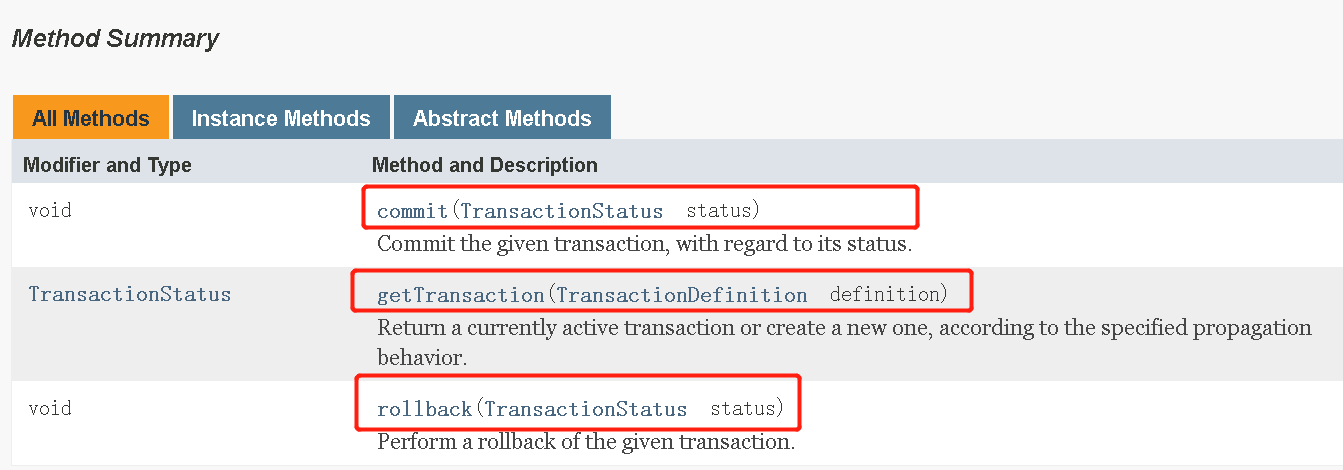 Method Summary
All Methods Instance Methods Abstract Methods
Modifier and Type Method and Description
void commit(TransactionStatus status)
Commit the given transaction, with regard to its status.
TransactionStatus getTransaction(TransactionDefinition definition)
Return a currently active transaction or create a new one, according to the specified propagation
behavior.
void rollback(TransactionStatus status)
Perform a rollback of the given transaction.